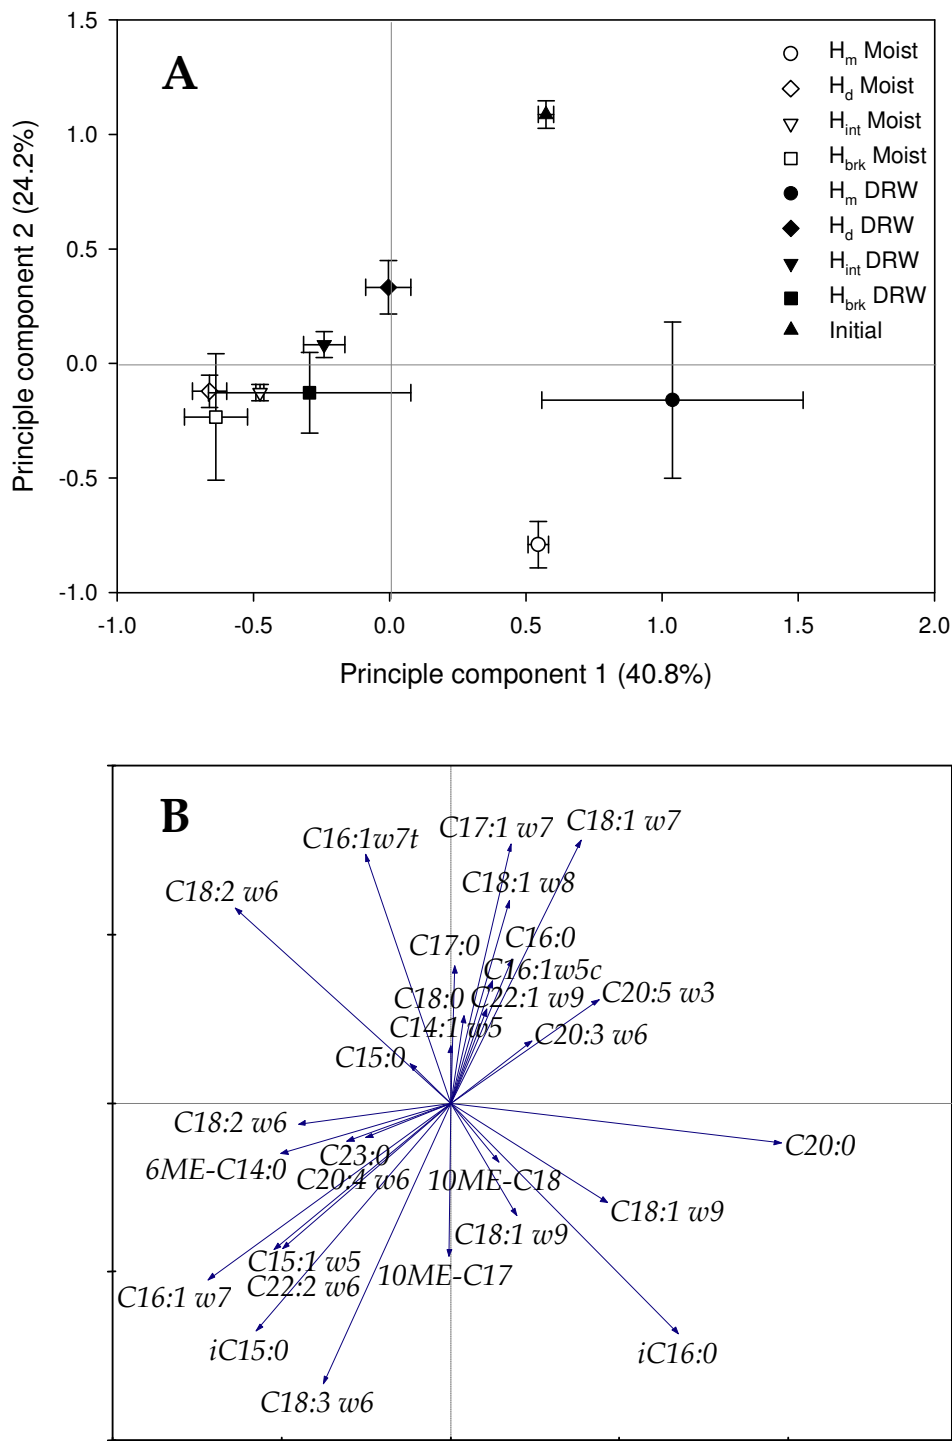 A
1.5
1.0
0.5
0.0
-0.5
-1.0
Principle component 2 (24.2%)
-1.0 -0.5 0.0 0.5 1.0 1.5 2.0
Principle component 1 (40.8%)
Hm Moist
Hd Moist
Hint Moist
Hbrk Moist
Hm DRW
Hd DRW
Hint DRW
Hbrk DRW
Initial
B
C16:1w7t
C17:1 w7
C18:1 w7
C18:2 w6
C18:1 w8
C17:0
C16:0
C16:1w5c
C18:0
C22:1 w9
C20:5 w3
C14:1 w5
C20:3 w6
C15:0
C18:2 w6
C20:0
6ME-C14:0
C23:0
C20:4 w6
10ME-C18
C18:1 w9
C18:1 w9
C15:1 w5
10ME-C17
C22:2 w6
C16:1 w7
iC15:0
iC16:0
C18:3 w6